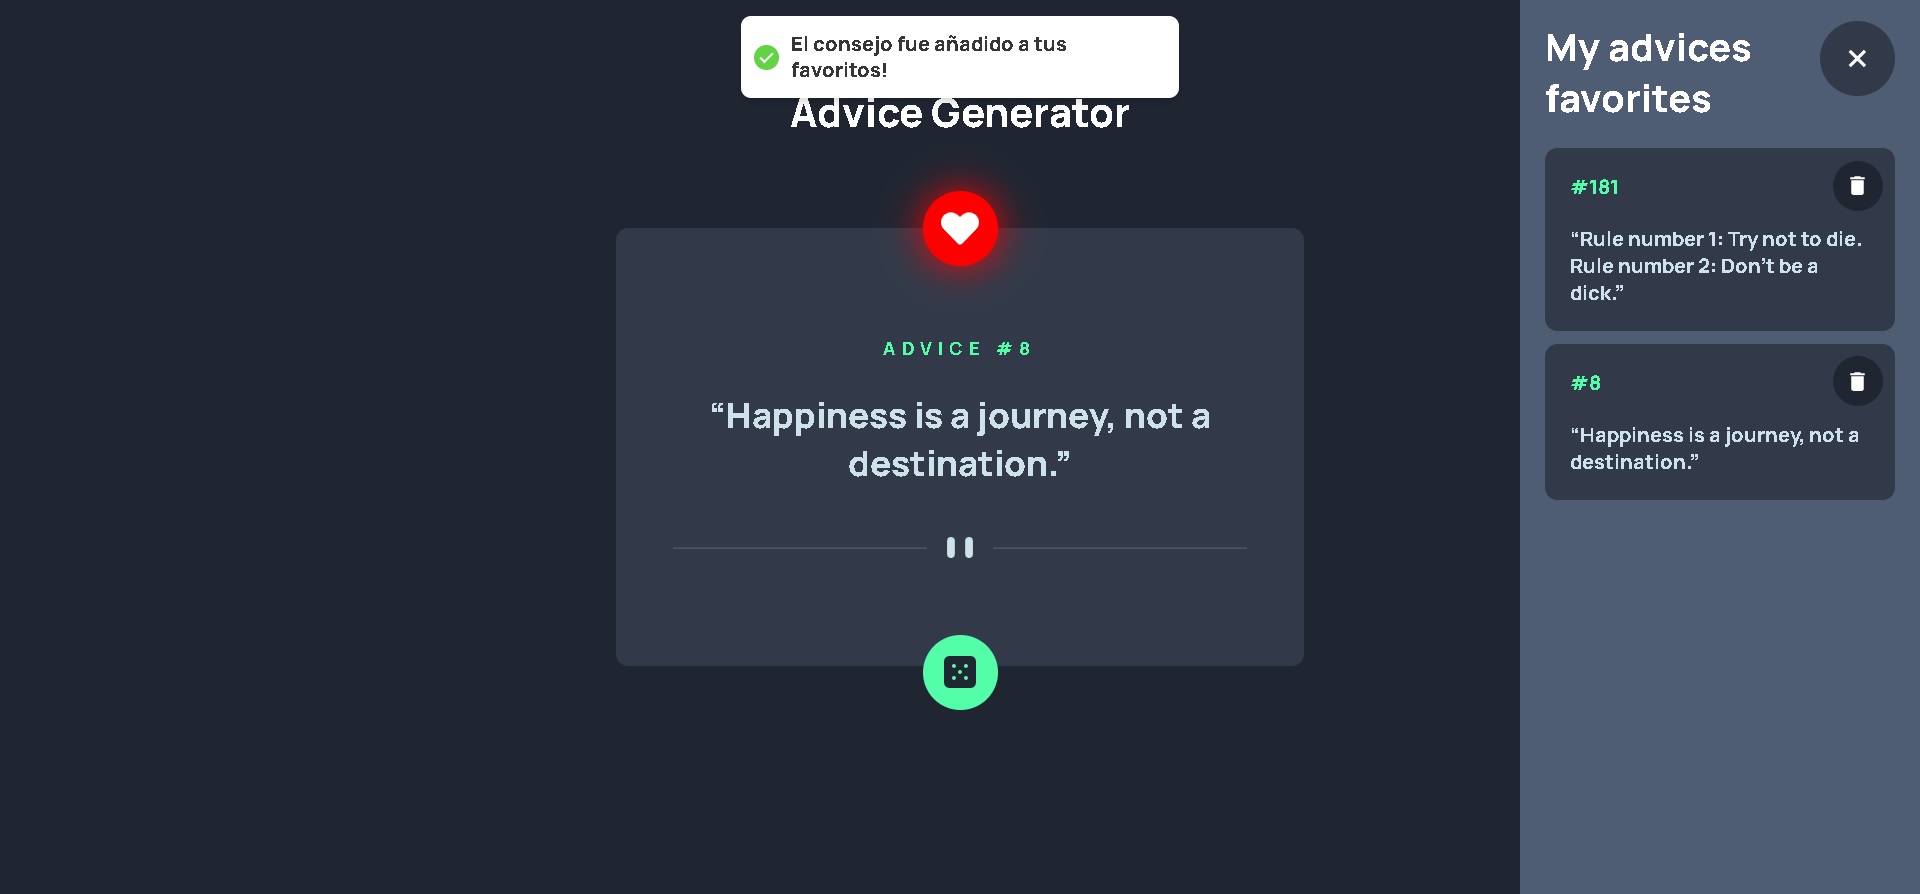 El consejo fue añadido a tus
favoritos!
Advice Generator
ADVICE #8
“Happiness is a journey, not a
destination.”
My advices
favorites
#181
“Rule number 1: Try not to die.
Rule number 2: Don’t be a
dick.”
#8
“Happiness is a journey, not a
destination.”